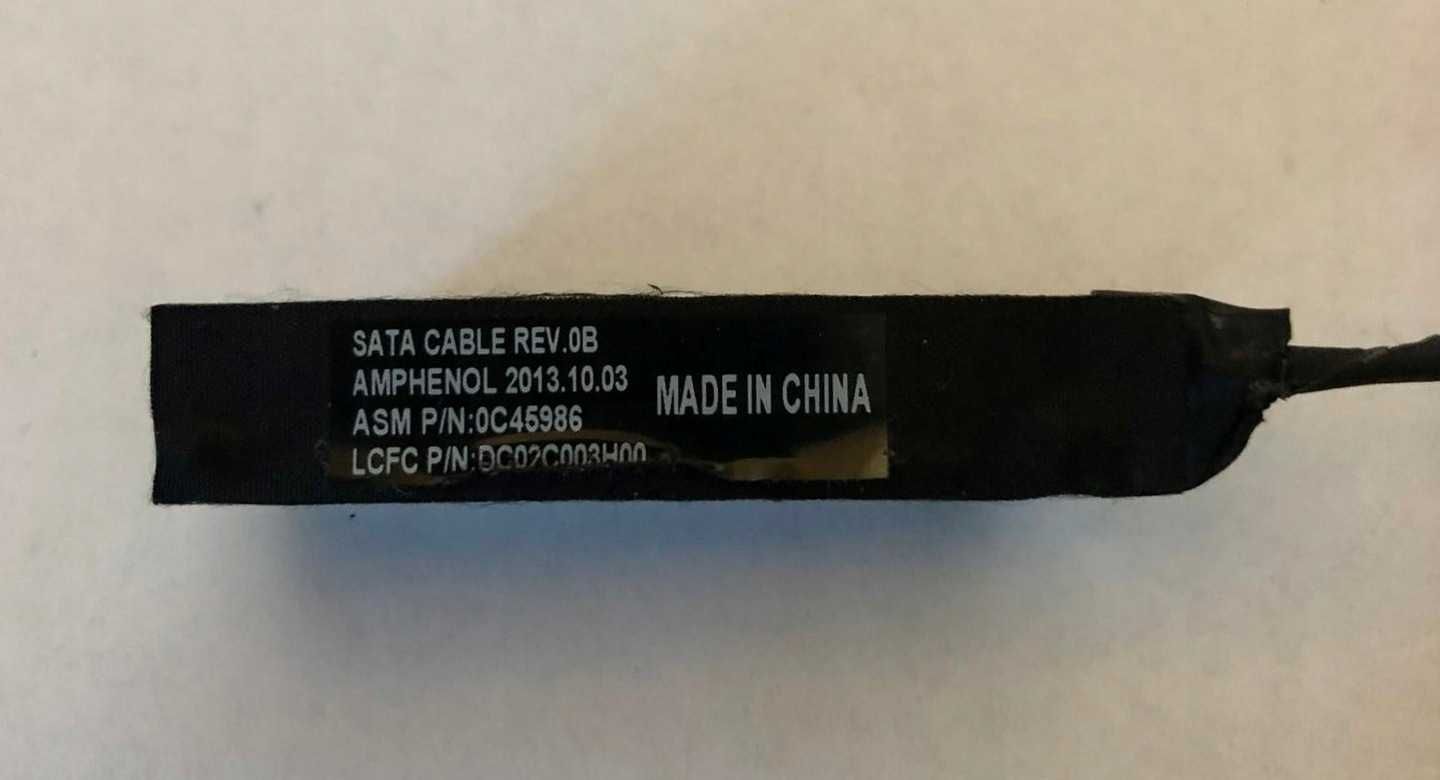 SATA CABLE REV.0B
AMPHENOL 2013.10.03
ASM P/N:0C45986
LCFC P/N:DC02C003H00
MADE IN CHINA